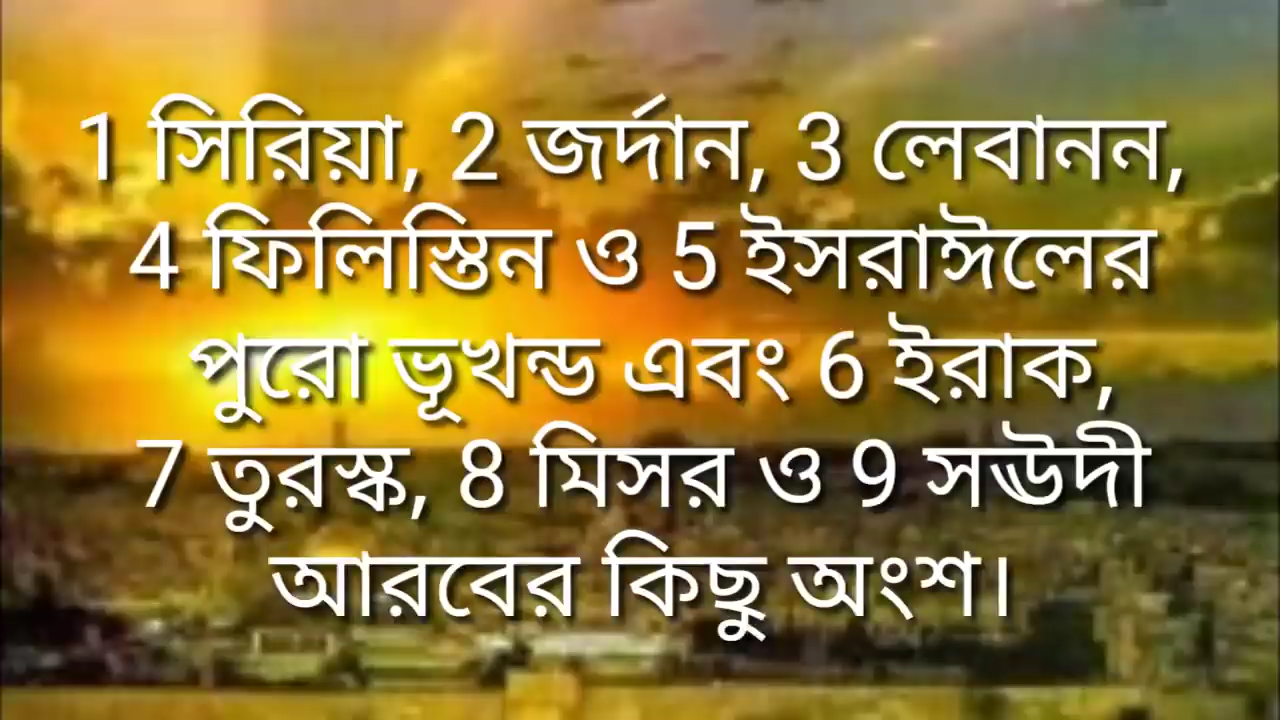 1 সিরিয়া, 2 জর্দান, 3 লেবানন,
4 ফিলিস্তিন ও 5 ইসরাঈলের
পুরো ভূখন্ড এবং 6 ইরাক,
7 তুরস্ক, 8 মিসর ও 9 সঊদী
আরবের কিছু অংশ।